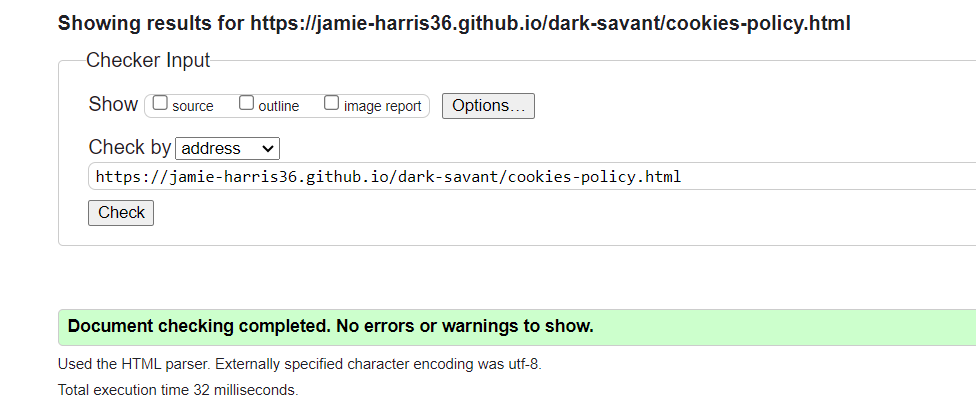 Showing results for https://jamie-harris36.github.io/dark-savant/cookies-policy.html
Checker Input
Show source outline image report Options…
Check by address
https://jamie-harris36.github.io/dark-savant/cookies-policy.html
Check
Document checking completed. No errors or warnings to show.
Used the HTML parser. Externally specified character encoding was utf-8.
Total execution time 32 milliseconds.